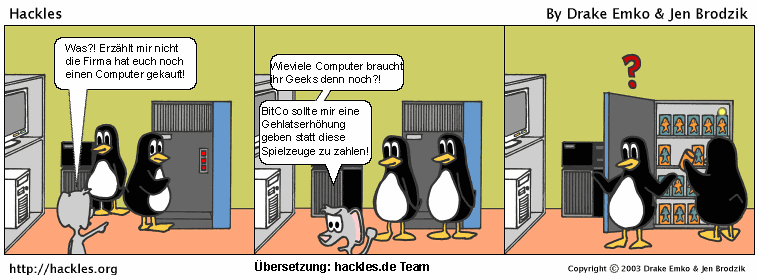 Hackles
By Drake Emko & Jen Brodzik
Was?! Erzählt mir nicht
die Firma hat euch noch
einen Computer gekauft!
Wieviele Computer braucht
ihr Geeks denn noch?!
BitCo sollte mir eine
Gehlatserhöhung
geben statt diese
Spielzeuge zu zahlen!
?
http://hackles.org
Übersetzung: hackles.de Team
Copyright © 2003 Drake Emko & Jen Brodzik